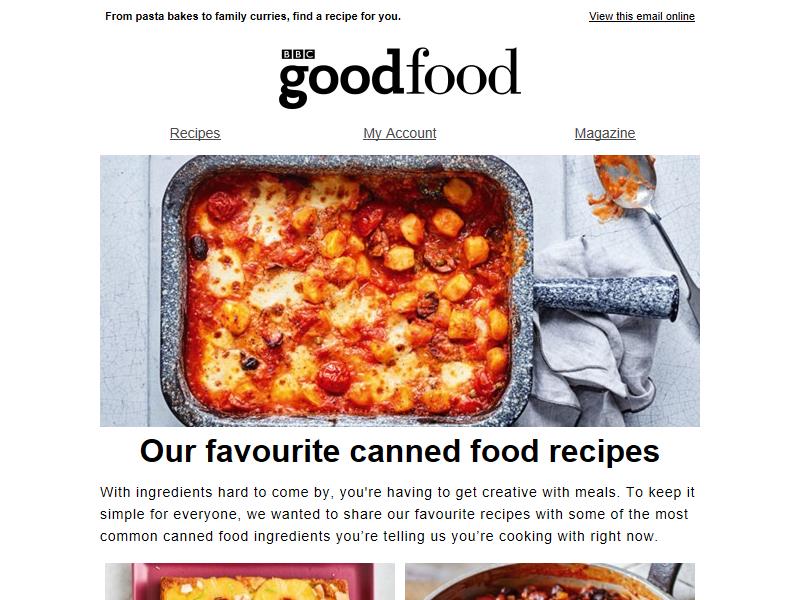 From pasta bakes to family curries, find a recipe for you.
View this email online
BBC
goodfood
Recipes
My Account
Magazine
Our favourite canned food recipes
With ingredients hard to come by, you're having to get creative with meals. To keep it
simple for everyone, we wanted to share our favourite recipes with some of the most
common canned food ingredients you’re telling us you’re cooking with right now.